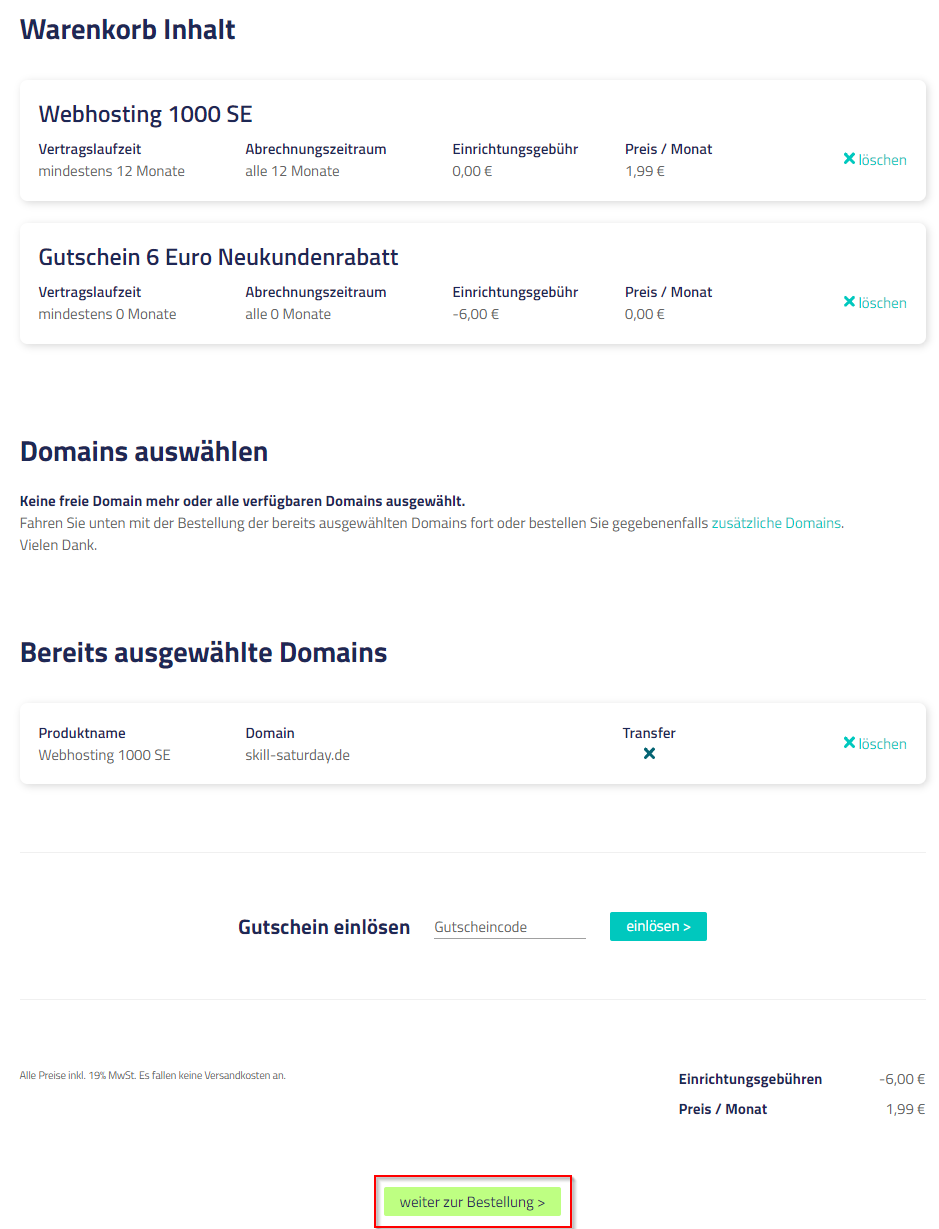 Warenkorb Inhalt
Webhosting 1000 SE
Vertragslaufzeit Abrechnungszeitraum Einrichtungsgebühr Preis / Monat
mindestens 12 Monate alle 12 Monate 0,00 € 1,99 €
löschen
Gutschein 6 Euro Neukundenrabatt
Vertragslaufzeit Abrechnungszeitraum Einrichtungsgebühr Preis / Monat
mindestens 0 Monate alle 0 Monate -6,00 € 0,00 €
löschen
Domains auswählen
Keine freie Domain mehr oder alle verfügbaren Domains ausgewählt.
Fahren Sie unten mit der Bestellung der bereits ausgewählten Domains fort oder bestellen Sie gegebenenfalls zusätzliche Domains.
Vielen Dank.
Bereits ausgewählte Domains
Produktname Domain Transfer
Webhosting 1000 SE skill-saturday.de
löschen
Gutschein einlösen Gutscheincode einlösen >
Alle Preise inkl. 19% MwSt. Es fallen keine Versandkosten an.
Einrichtungsgebühren -6,00 €
Preis / Monat 1,99 €
weiter zur Bestellung >